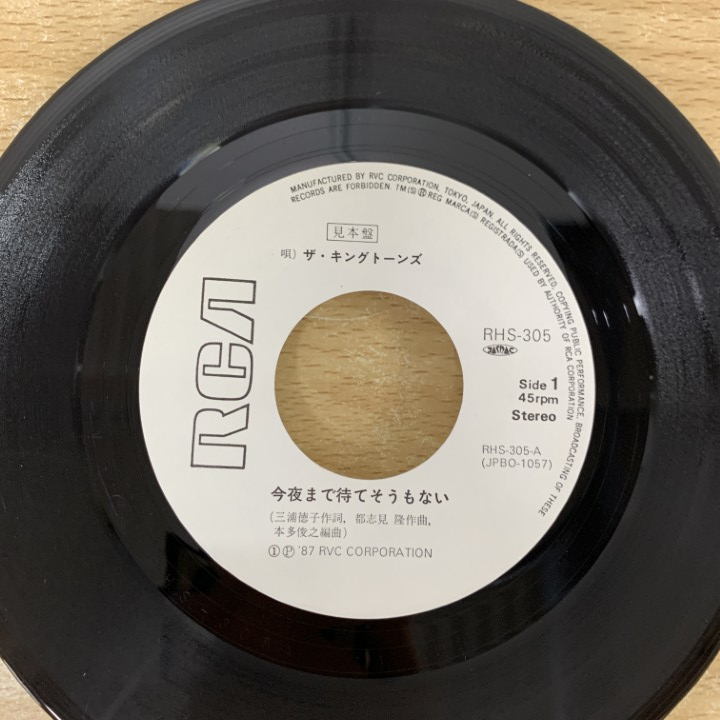 MANUFACTURED BY RVC CORPORATION, TOKYO, JAPAN. ALL RIGHTS RESERVED. COPYING PUBLIC PERFORMANCE, BROADCASTING OF THESE
RECORDS ARE FORBIDDEN. TM(S)®REG MARCA(S) REGISTRADA(S) USED BY AUTHORITY OF RCA CORPORATION
見本盤
唄) ザ・キングトーンズ
RCA
RHS-305
JASRAC
Side 1
45rpm
Stereo
RHS-305-A
(JPBO-1057)
今夜まで待てそうもない
(三浦徳子作詞, 都志見 隆作曲,
本多俊之編曲)
①Ⓟ '87 RVC CORPORATION